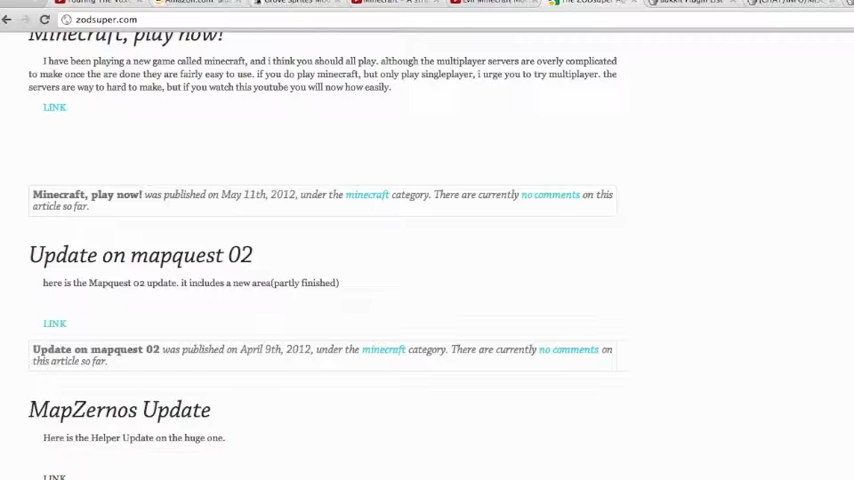 Touring The Vox
Amazon.com
zodsuper.com
Minecraft, play now!
I have been playing a new game called minecraft, and i think you should all play. although the multiplayer servers are overly complicated
to make once the are done they are fairly easy to use. if you do play minecraft, but only play singleplayer, i urge you to try multiplayer. the
servers are way to hard to make, but if you watch this youtube you will now how easily.
LINK
Minecraft, play now! was published on May 11th, 2012, under the minecraft category. There are currently no comments on this
article so far.
Update on mapquest 02
here is the Mapquest 02 update. it includes a new area(partly finished)
LINK
Update on mapquest 02 was published on April 9th, 2012, under the minecraft category. There are currently no comments on
this article so far.
MapZernos Update
Here is the Helper Update on the huge one.
LINK